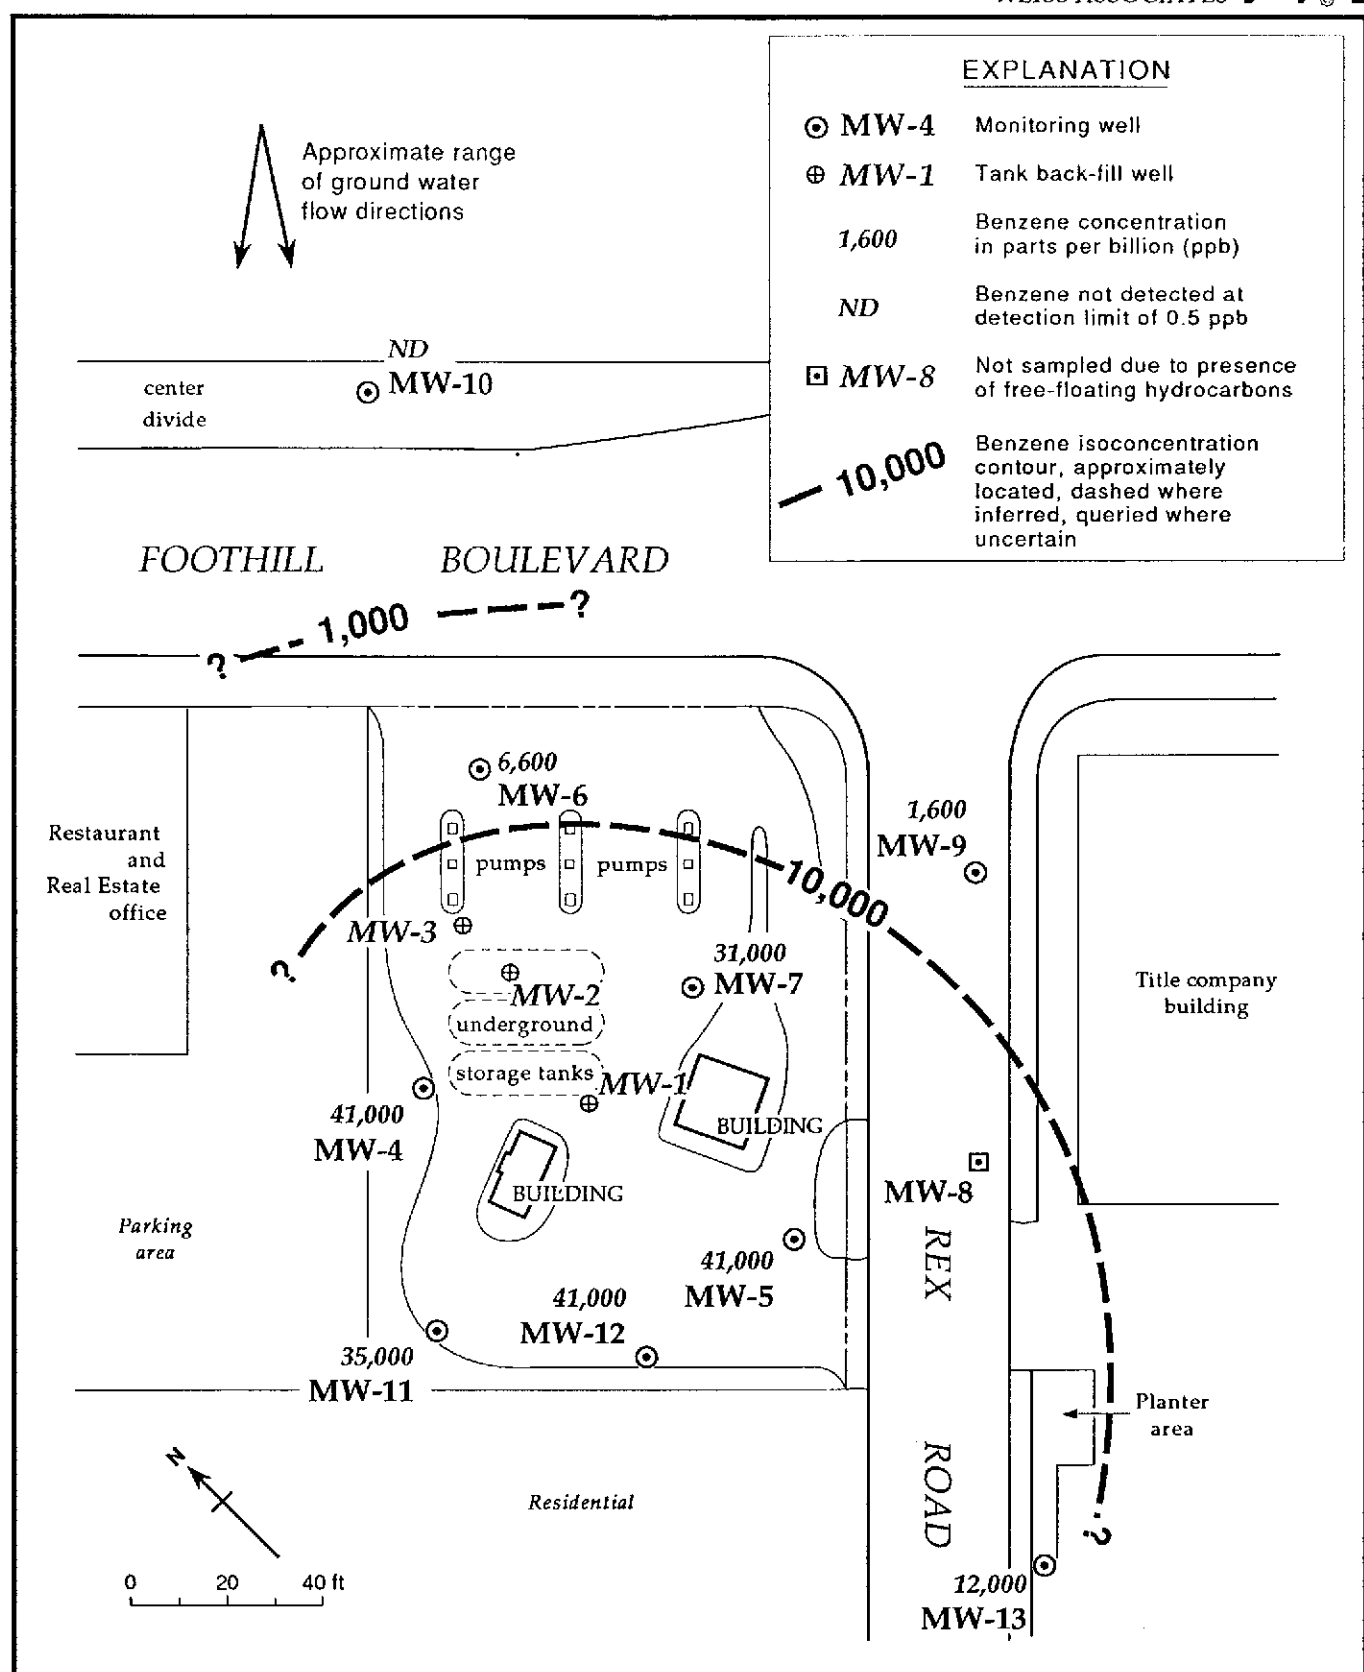 WEISS ASSOCIATES
EXPLANATION
MW-4 Monitoring well
MW-1 Tank back-fill well
1,600 Benzene concentration
in parts per billion (ppb)
ND Benzene not detected at
detection limit of 0.5 ppb
MW-8 Not sampled due to presence
of free-floating hydrocarbons
10,000 Benzene isoconcentration
contour, approximately
located, dashed where
inferred, queried where
uncertain
Approximate range
of ground water
flow directions
ND
MW-10
center
divide
FOOTHILL BOULEVARD
? 1,000 ?
6,600
MW-6
1,600
MW-9
Restaurant
and
Real Estate
office
pumps pumps
10,000
?
MW-3
31,000
MW-7
MW-2
underground
storage tanks
MW-1
Title company
building
41,000
MW-4
BUILDING
BUILDING
MW-8
Parking
area
41,000
MW-5
REX
41,000
MW-12
35,000
MW-11
Planter
area
ROAD
N
Residential
?
0 20 40 ft
12,000
MW-13